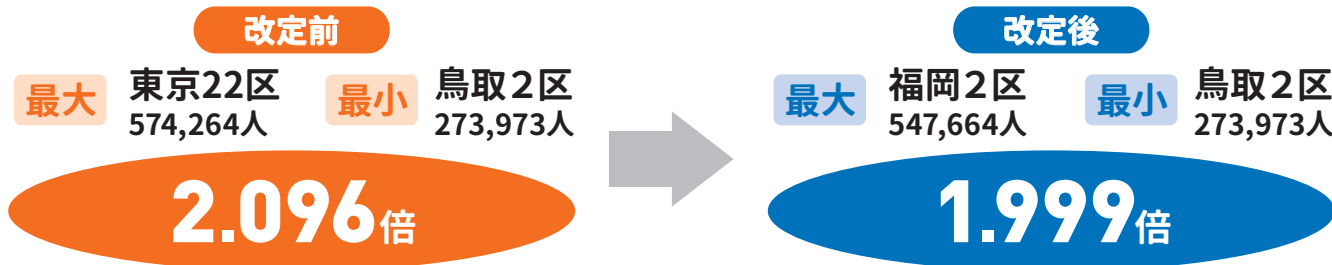 改定前
最大 東京22区 574,264人
最小 鳥取２区 273,973人
2.096倍
改定後
最大 福岡２区 547,664人
最小 鳥取２区 273,973人
1.999倍